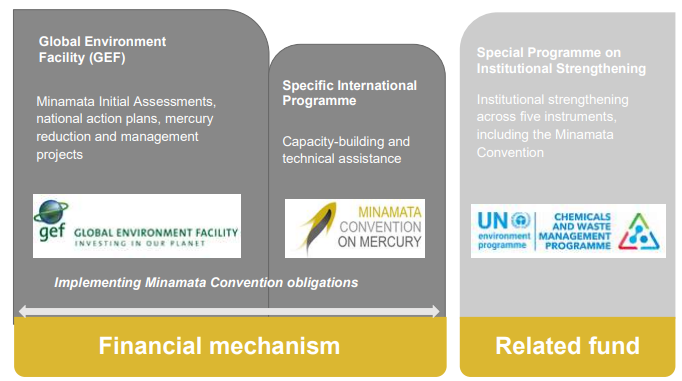 Global Environment
Facility (GEF)
Minamata Initial Assessments,
national action plans, mercury
reduction and management
projects
gef GLOBAL ENVIRONMENT FACILITY
INVESTING IN OUR PLANET
Specific International
Programme
Capacity-building and
technical assistance
MINAMATA
CONVENTION
ON MERCURY
Implementing Minamata Convention obligations
Financial mechanism
Special Programme on
Institutional Strengthening
Institutional strengthening
across five instruments,
including the Minamata
Convention
UN
environment
programme
CHEMICALS
AND WASTE
MANAGEMENT
PROGRAMME
Related fund